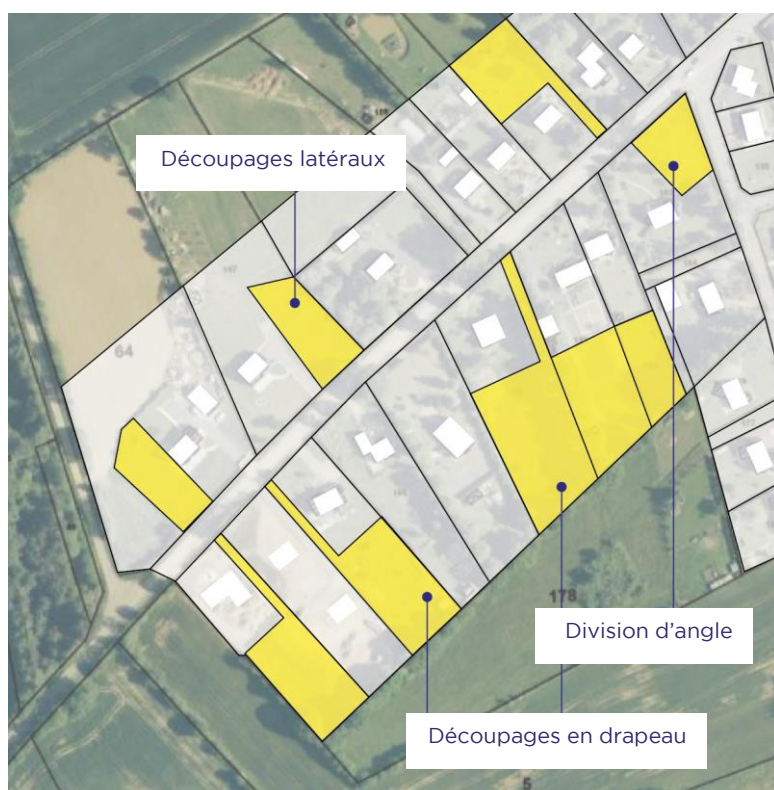 Découpages latéraux
64
178
Division d’angle
Découpages en drapeau
5